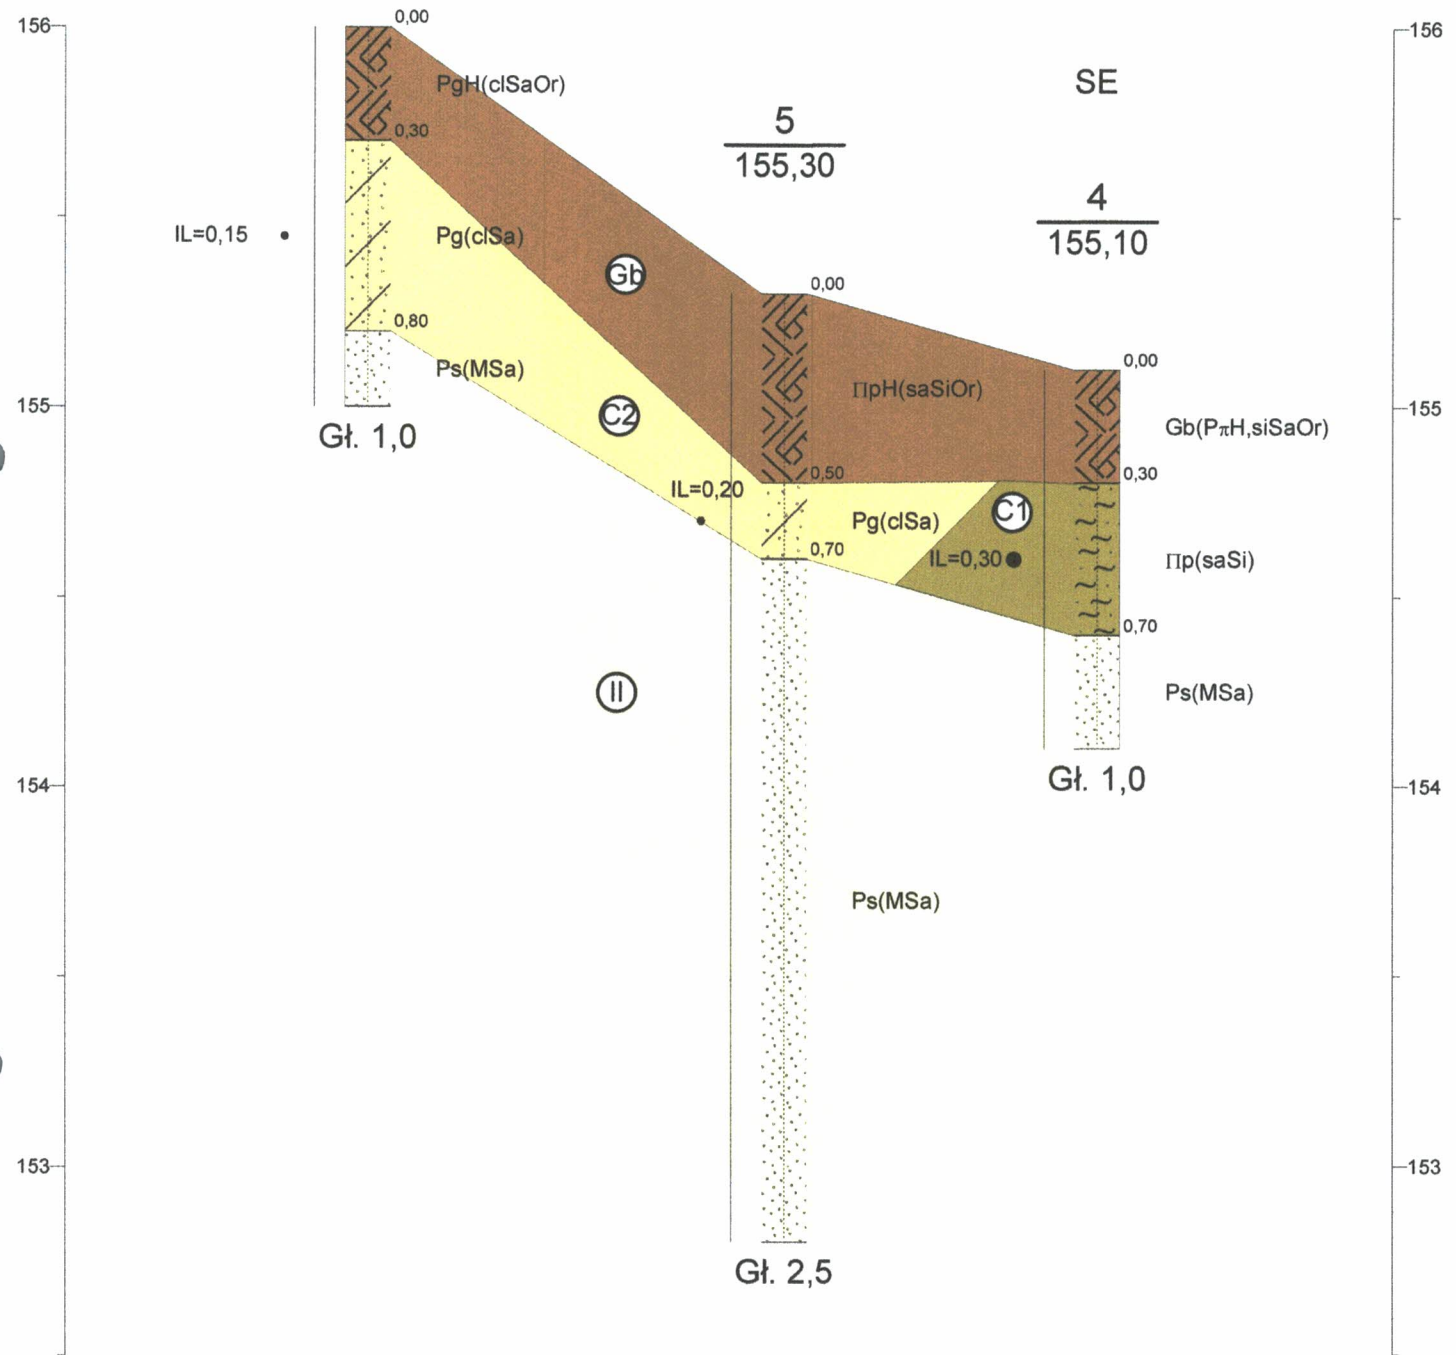 156
0,00
156
PgH(clSaOr)
SE
5
155,30
0,30
4
155,10
IL=0,15
Pg(clSa)
Gb
0,00
0,80
Ps(MSa)
0,00
ΠpH(saSiOr)
155
C2
155
Gł. 1,0
Gb(PπH,siSaOr)
0,50
0,30
IL=0,20
C1
Pg(clSa)
0,70
IL=0,30
Πp(saSi)
0,70
II
Ps(MSa)
154
Gł. 1,0
154
Ps(MSa)
153
153
Gł. 2,5